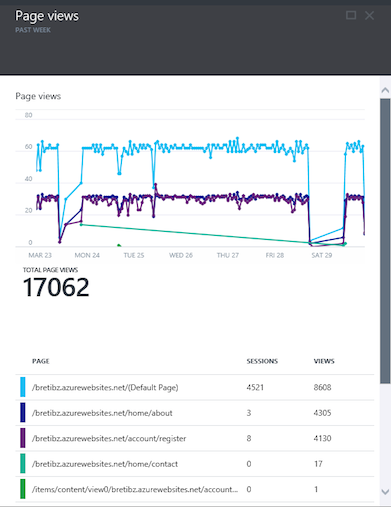 Page views
PAST WEEK
Page views
80
60
40
20
0
MAR 23 MON 24 TUE 25 WED 26 THU 27 FRI 28 SAT 29
TOTAL PAGE VIEWS
17062
PAGE SESSIONS VIEWS
/bretibz.azurewebsites.net/(Default Page) 4521 8608
/bretibz.azurewebsites.net/home/about 3 4305
/bretibz.azurewebsites.net/account/register 8 4130
/bretibz.azurewebsites.net/home/contact 0 17
/items/content/view0/bretibz.azurewebsites.net/account... 0 1